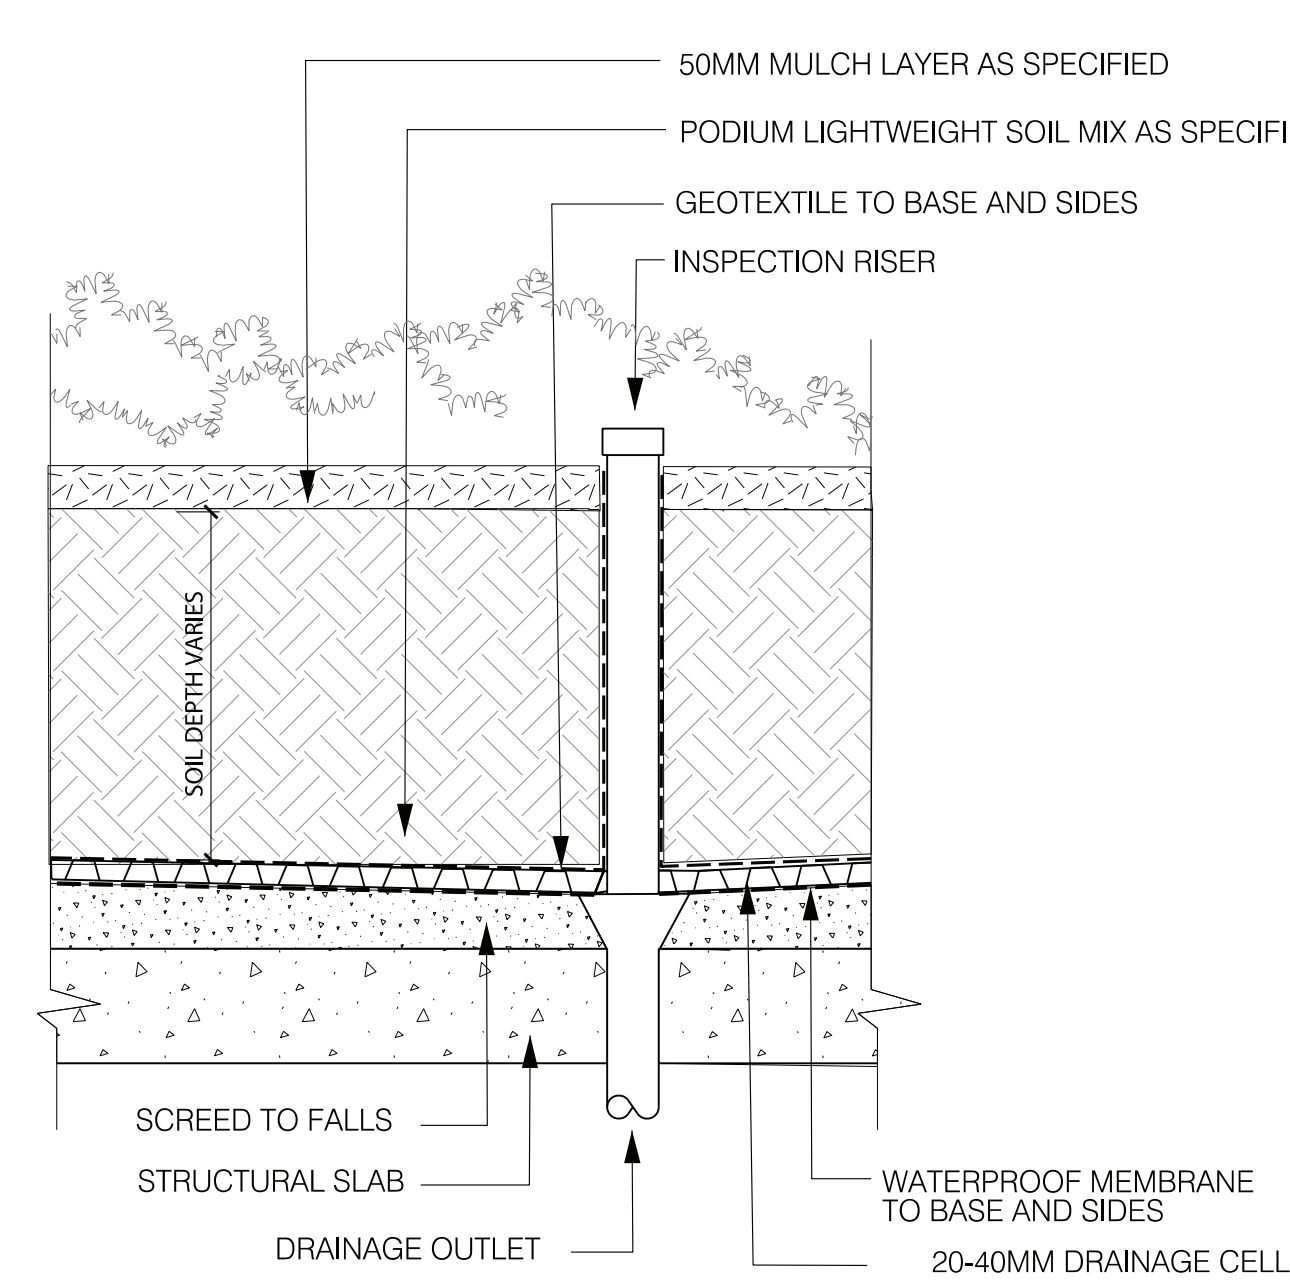 50MM MULCH LAYER AS SPECIFIED
PODIUM LIGHTWEIGHT SOIL MIX AS SPECIFI
GEOTEXTILE TO BASE AND SIDES
INSPECTION RISER
SOIL DEPTH VARIES
SCREED TO FALLS
STRUCTURAL SLAB
DRAINAGE OUTLET
WATERPROOF MEMBRANE
TO BASE AND SIDES
20-40MM DRAINAGE CELL